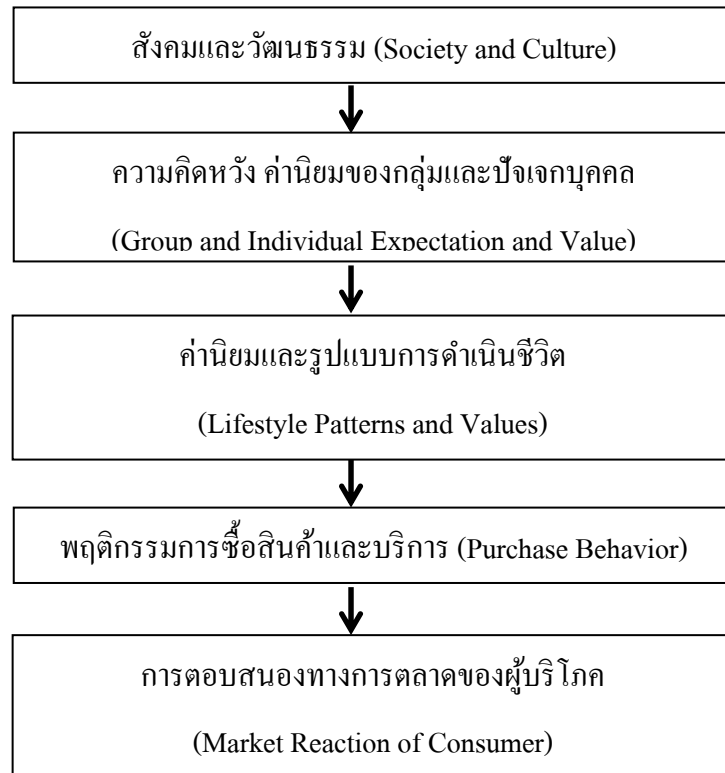 สังคมและวัฒนธรรม (Society and Culture)
ความคิดหวัง ค่านิยมของกลุ่มและปัจเจกบุคคล
(Group and Individual Expectation and Value)
ค่านิยมและรูปแบบการดำเนินชีวิต
(Lifestyle Patterns and Values)
พฤติกรรมการซื้อสินค้าและบริการ (Purchase Behavior)
การตอบสนองทางการตลาดของผู้บริโภค
(Market Reaction of Consumer)